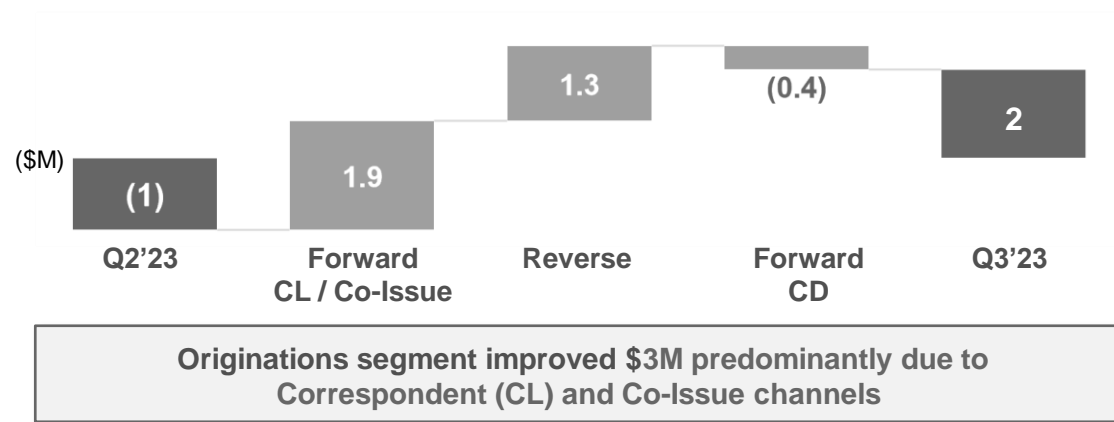 1.3
(0.4)
2
($M)
(1)
1.9
Q2’23
Forward
CL / Co-Issue
Reverse
Forward
CD
Q3’23
Originations segment improved $3M predominantly due to
Correspondent (CL) and Co-Issue channels